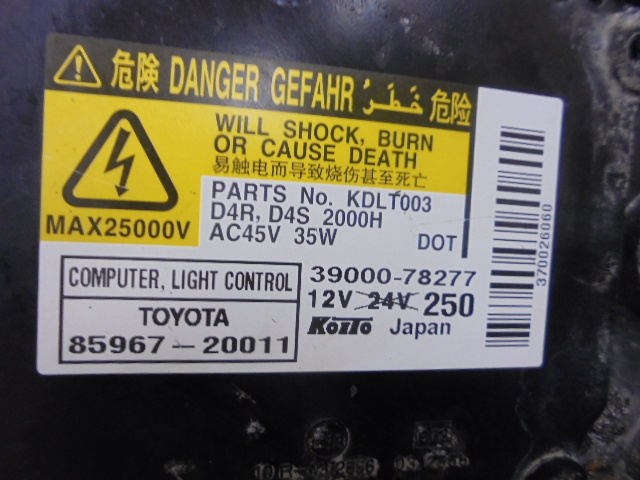 危険 DANGER GEFAHR خَطَر 危险
WILL SHOCK, BURN
OR CAUSE DEATH
易触电而导致烧伤甚至死亡
MAX25000V
PARTS No. KDLT003
D4R, D4S 2000H
AC45V 35W
DOT
COMPUTER, LIGHT CONTROL
TOYOTA
85967-20011
39000-78277
12V 24V 250
KOITO Japan
370026060